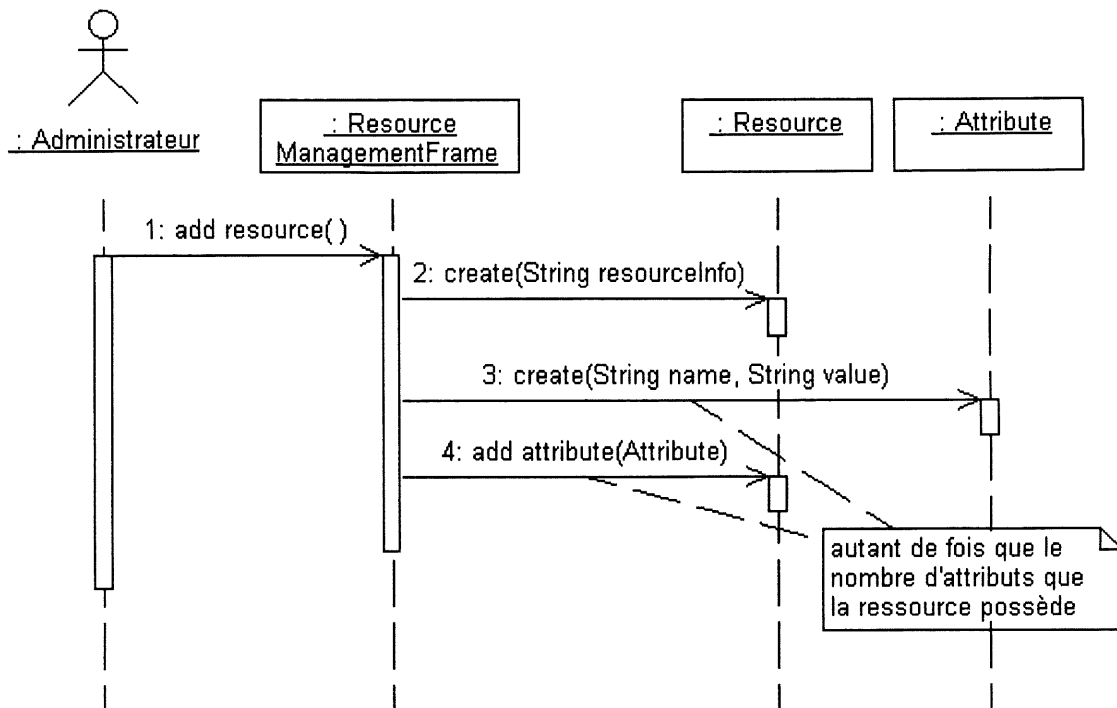 : Administrateur
: Resource
ManagementFrame
: Resource
: Attribute
1: add resource( )
2: create(String resourceInfo)
3: create(String name, String value)
4: add attribute(Attribute)
autant de fois que le
nombre d'attributs que
la ressource possède